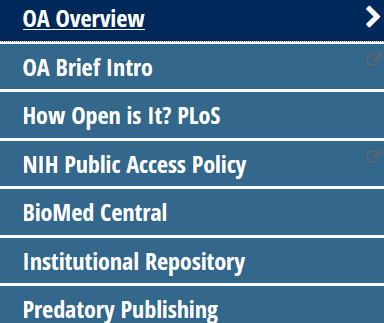 OA Overview
OA Brief Intro
How Open is It? PLoS
NIH Public Access Policy
BioMed Central
Institutional Repository
Predatory Publishing